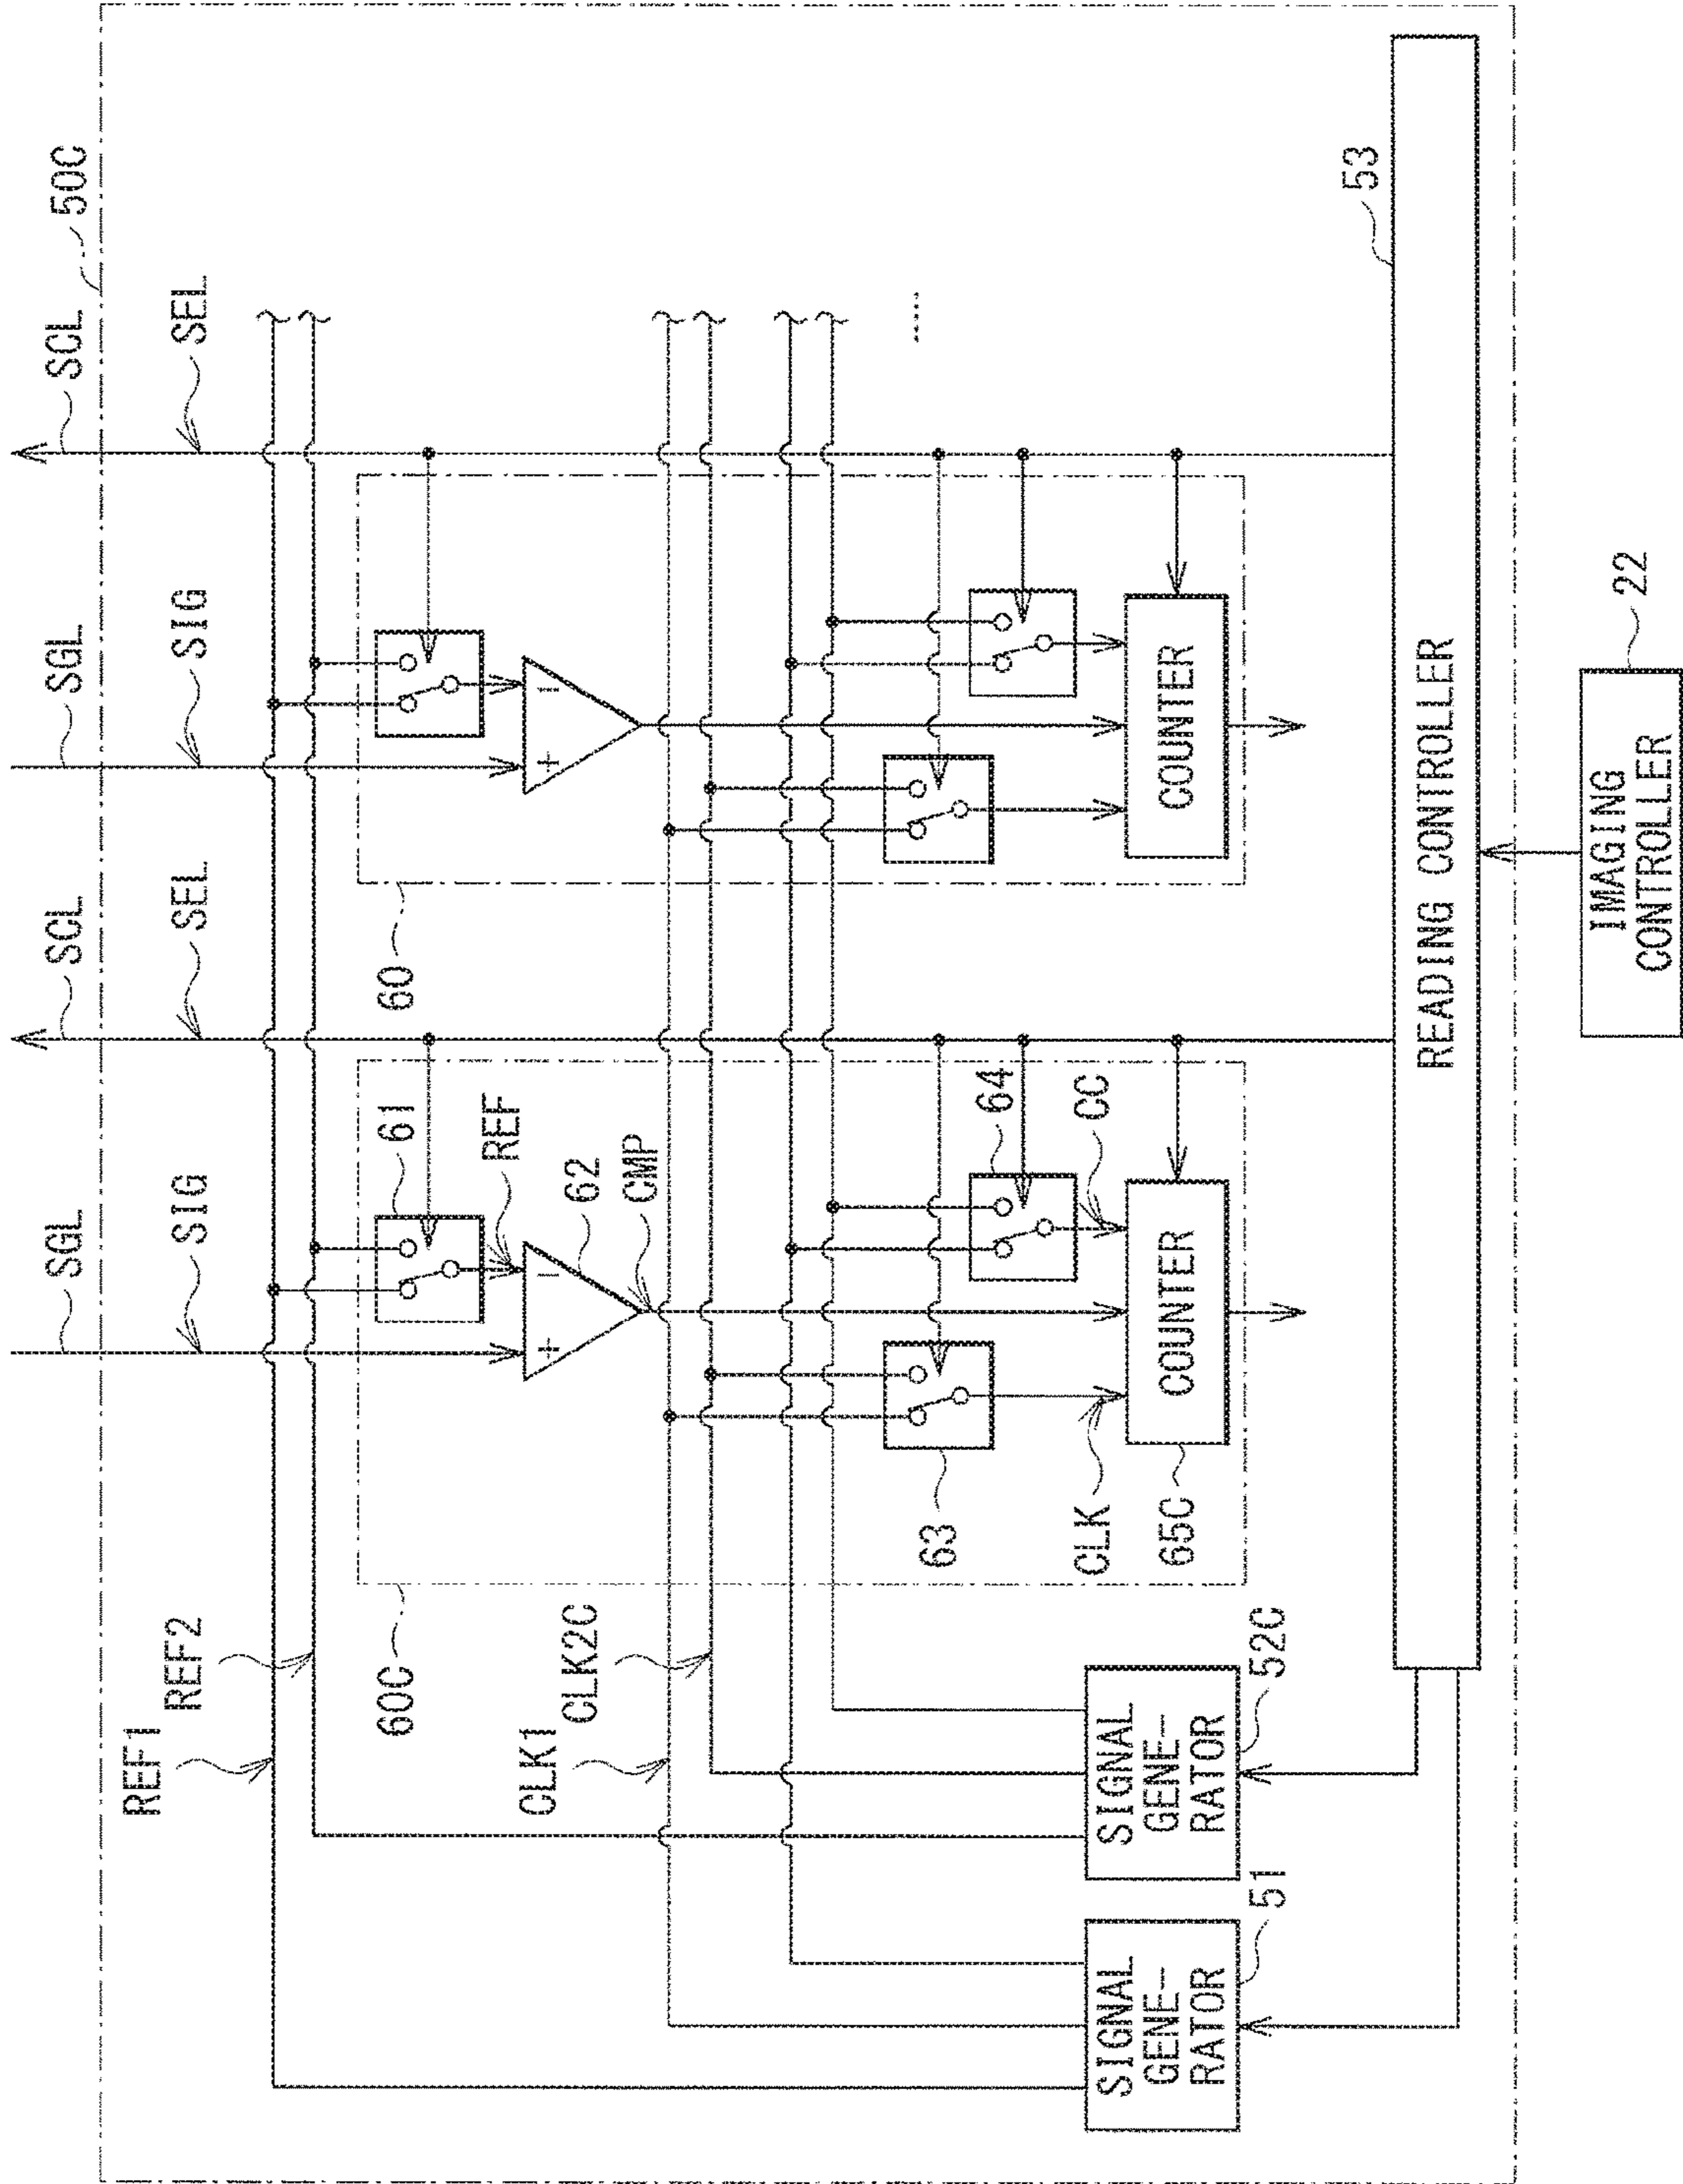 SGL
SCL
SGL
SCL
50C
REF1
REF2
SIG
SEL
SIG
SEL
60C
61
REF
60
62
CMP
CLK1
CLK2C
63
64
CLK
CC
65C
COUNTER
COUNTER
....
SIGNAL
GENE-
RATOR
51
SIGNAL
GENE-
RATOR
52C
53
READING CONTROLLER
IMAGING
CONTROLLER
22
+
−
+
−